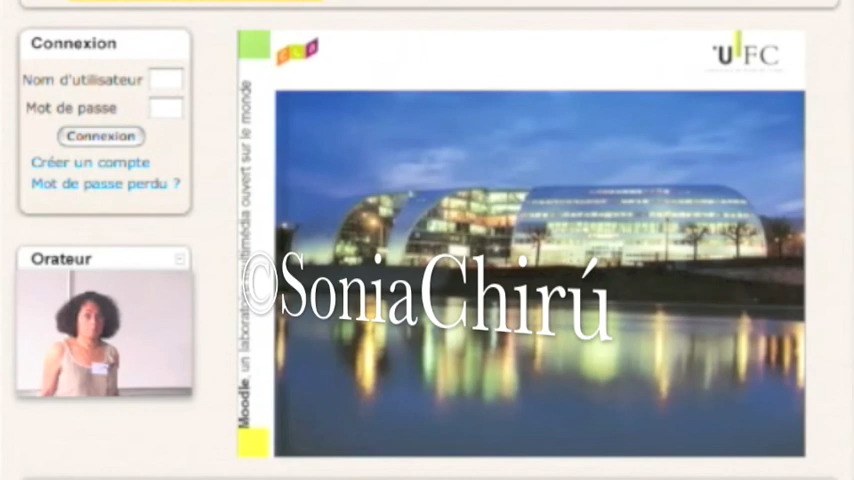 Connexion
Nom d'utilisateur
Mot de passe
Connexion
Créer un compte
Mot de passe perdu ?
Orateur
CLA
UFC
Moodle, un laboratoire multimédia ouvert sur le monde
©SoniaChirú